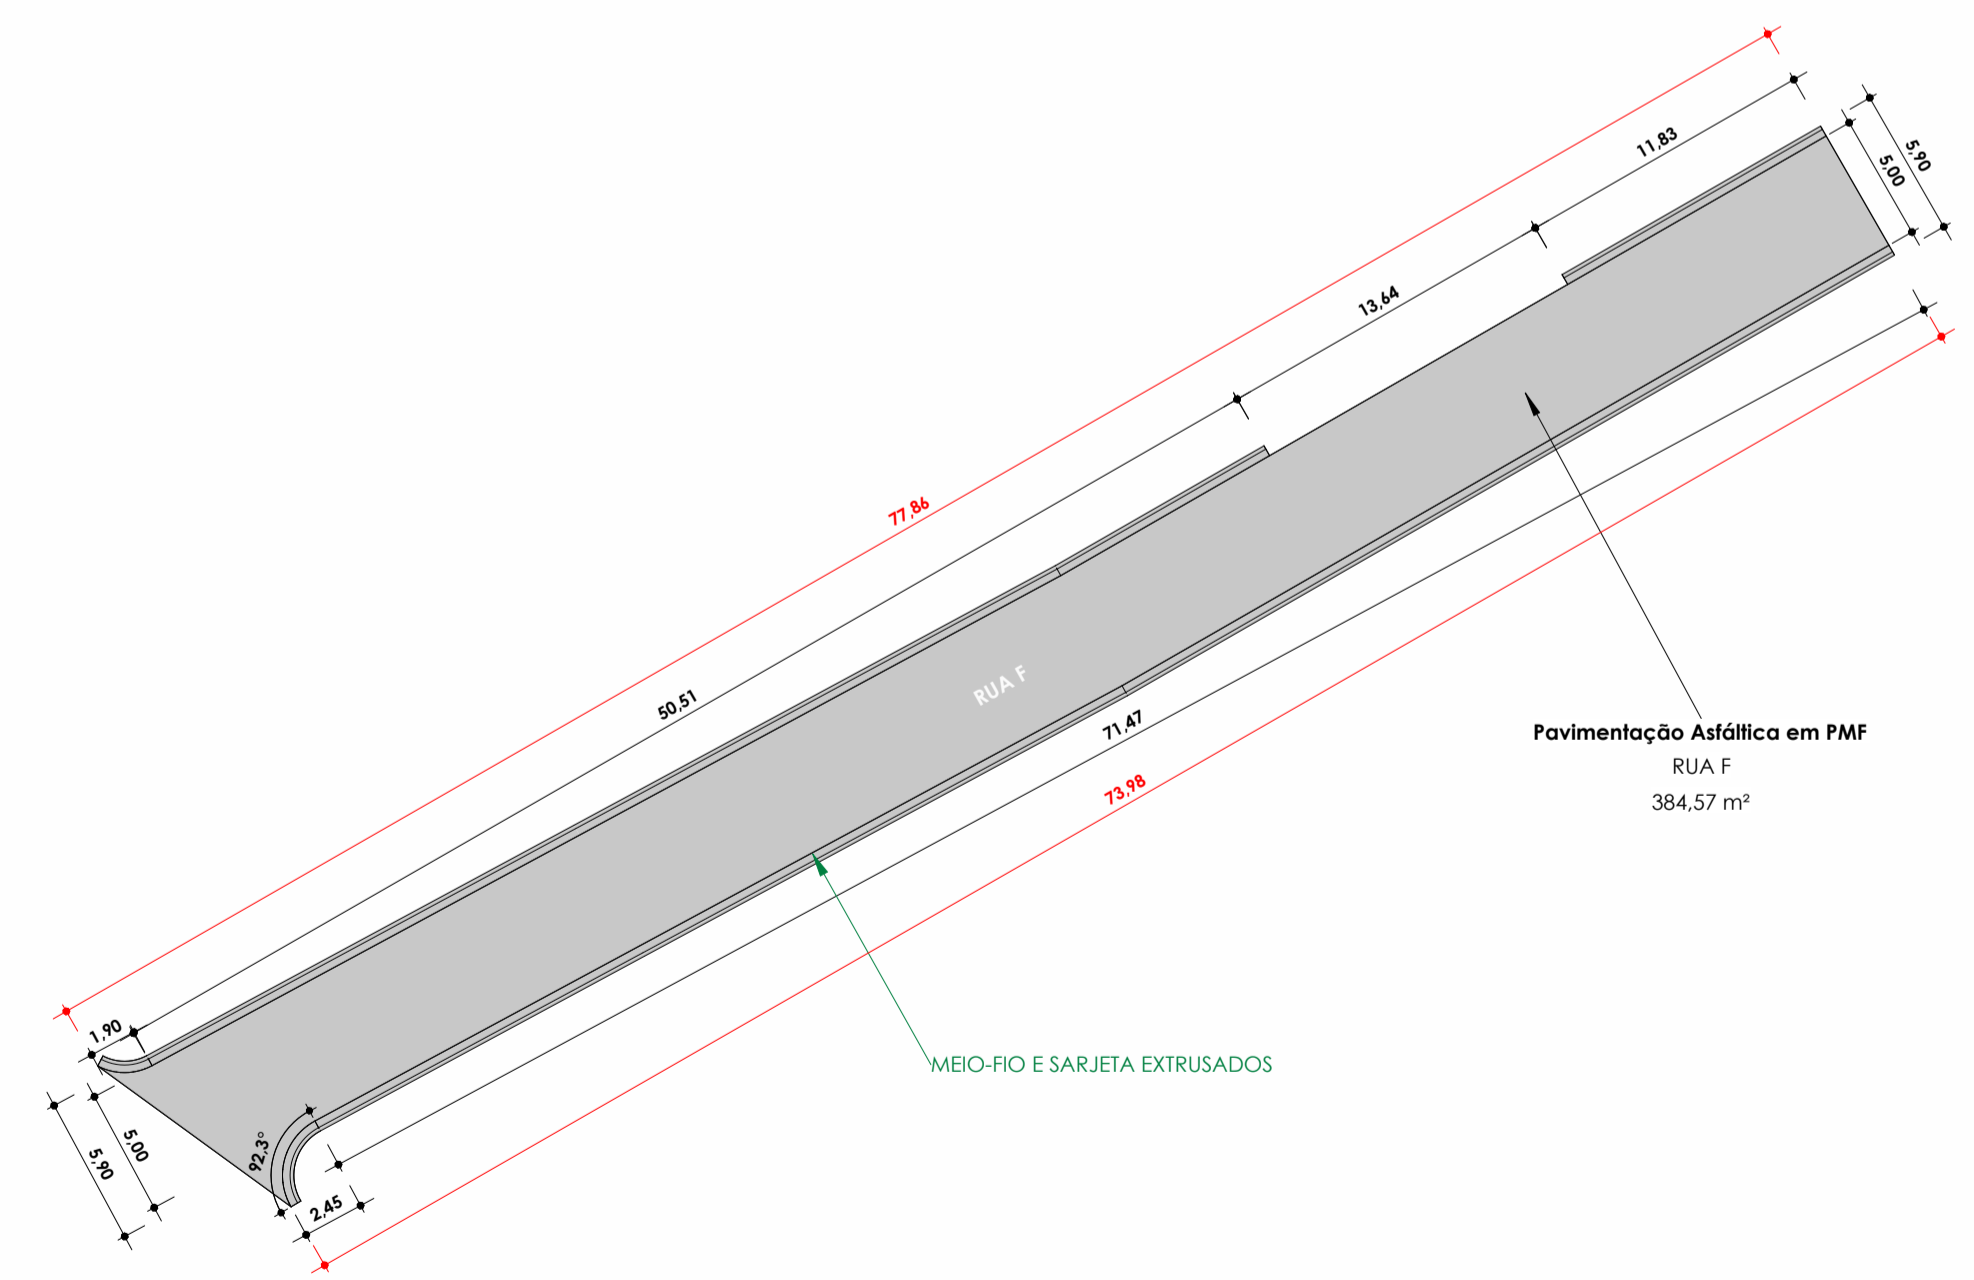 11,83
5,90
5,00
13,64
77,86
50,51
RUA F
71,47
73,98
Pavimentação Asfáltica em PMF
RUA F
384,57 m²
MEIO-FIO E SARJETA EXTRUSADOS
1,90
5,00
5,90
92,3°
2,45